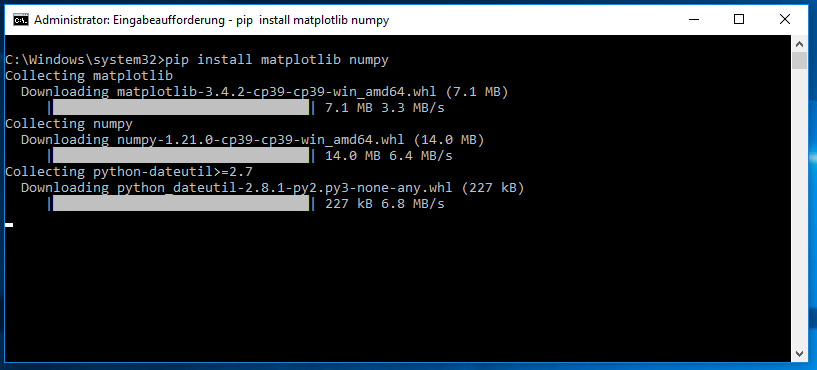 Administrator: Eingabeaufforderung - pip  install matplotlib numpy
C:\Windows\system32>pip install matplotlib numpy
Collecting matplotlib
  Downloading matplotlib-3.4.2-cp39-cp39-win_amd64.whl (7.1 MB)
     |████████████████████████████████| 7.1 MB 3.3 MB/s
Collecting numpy
  Downloading numpy-1.21.0-cp39-cp39-win_amd64.whl (14.0 MB)
     |████████████████████████████████| 14.0 MB 6.4 MB/s
Collecting python-dateutil>=2.7
  Downloading python_dateutil-2.8.1-py2.py3-none-any.whl (227 kB)
     |████████████████████████████████| 227 kB 6.8 MB/s